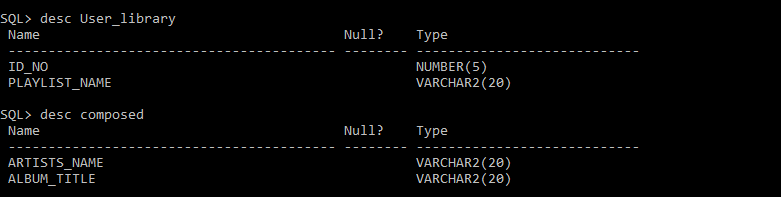 SQL> desc User_library
Name Null? Type
----------------------------------------- -------- ----------------------------
ID_NO NUMBER(5)
PLAYLIST_NAME VARCHAR2(20)
SQL> desc composed
Name Null? Type
----------------------------------------- -------- ----------------------------
ARTISTS_NAME VARCHAR2(20)
ALBUM_TITLE VARCHAR2(20)